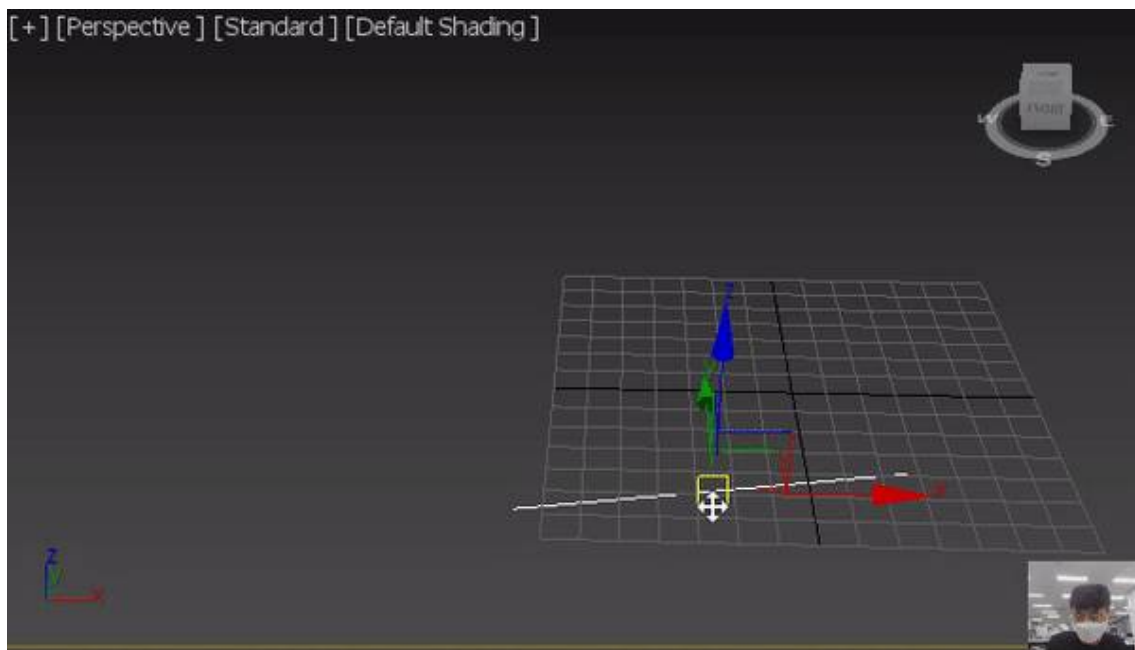 [+] [Perspective ] [Standard ] [Default Shading ]
W
E
S
z
x
z
y
x